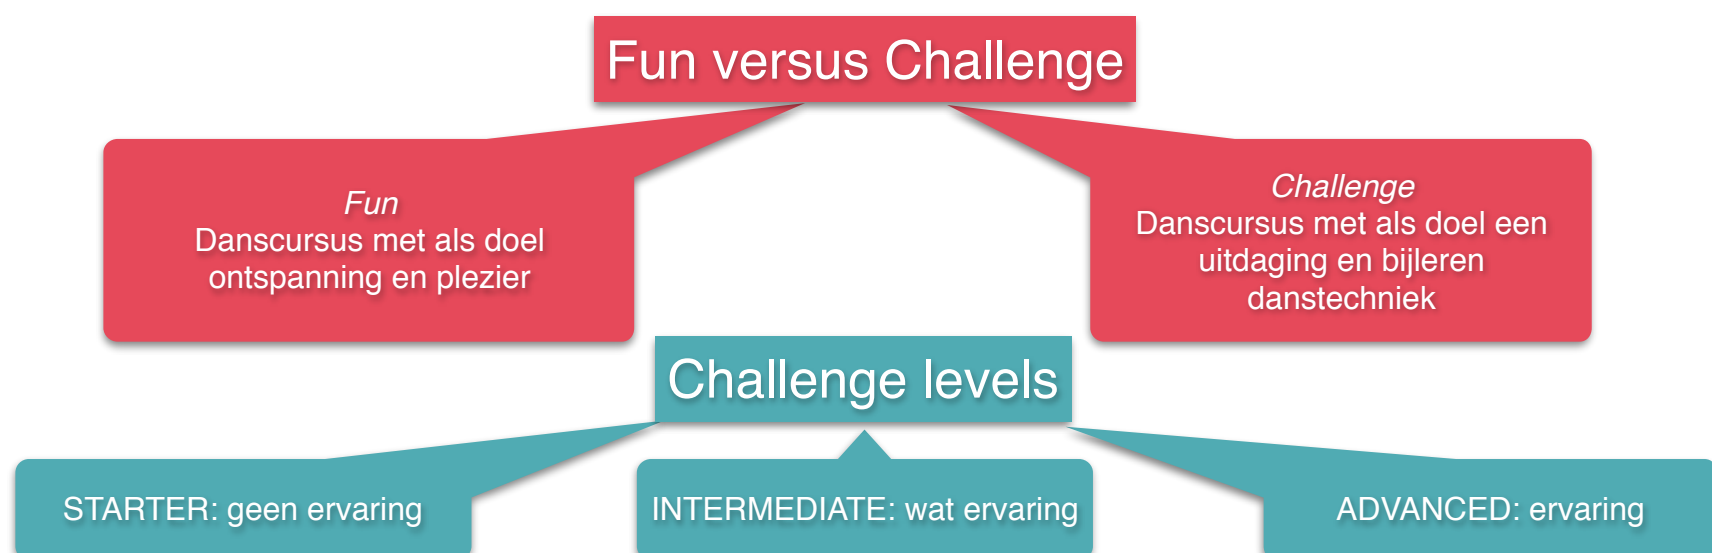 Fun versus Challenge
Fun
Danscursus met als doel
ontspanning en plezier
Challenge
Danscursus met als doel een
uitdaging en bijleren
danstechniek
Challenge levels
STARTER: geen ervaring
INTERMEDIATE: wat ervaring
ADVANCED: ervaring